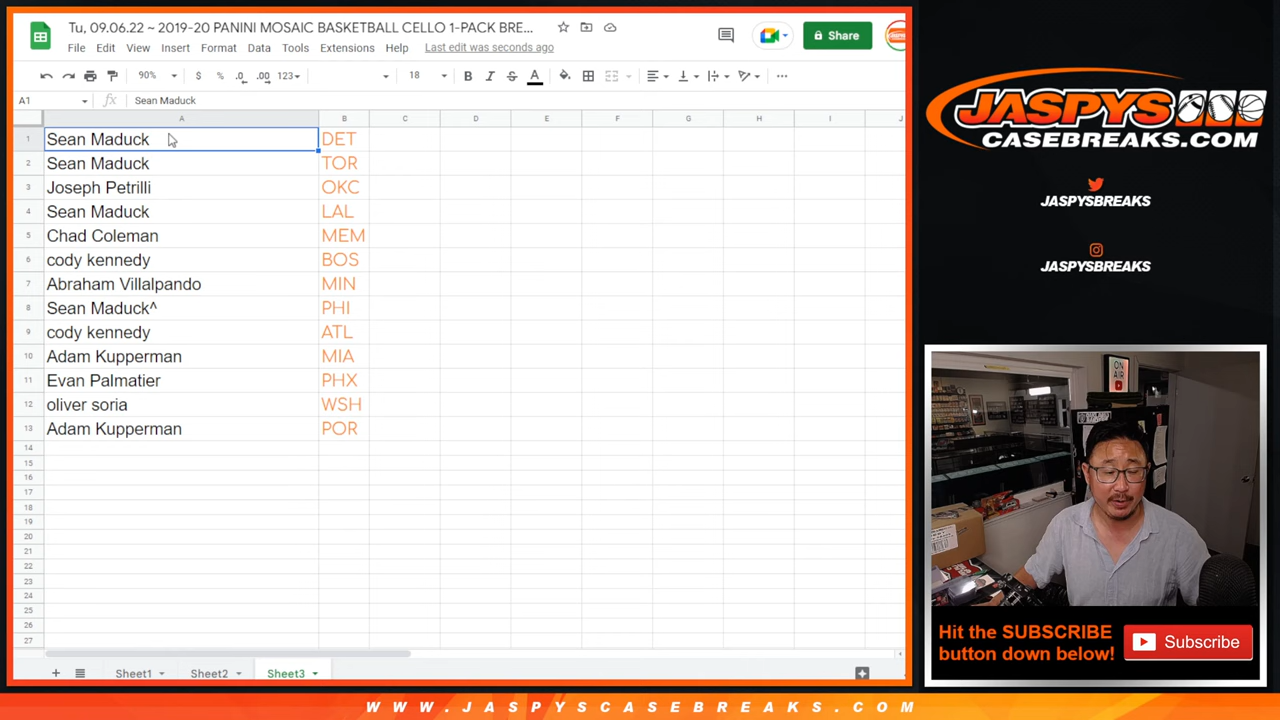 Tu, 09.06.22 ~ 2019-20 PANINI MOSAIC BASKETBALL CELLO 1-PACK BRE...
File Edit View Insert Format Data Tools Extensions Help Last edit was seconds ago
Share
90% $ % .0 .00 123 18 B I S A
A1 fx Sean Maduck
A B C D E F G H I J
1 Sean Maduck DET
2 Sean Maduck TOR
3 Joseph Petrilli OKC
4 Sean Maduck LAL
5 Chad Coleman MEM
6 cody kennedy BOS
7 Abraham Villalpando MIN
8 Sean Maduck^ PHI
9 cody kennedy ATL
10 Adam Kupperman MIA
11 Evan Palmatier PHX
12 oliver soria WSH
13 Adam Kupperman POR
14
15
16
17
18
19
20
21
22
23
24
25
26
27
Sheet1 Sheet2 Sheet3
JASPYS
CASEBREAKS.COM
JASPYSBREAKS
JASPYSBREAKS
ON
AIR
Hit the SUBSCRIBE
button down below!
Subscribe
WWW.JASPYSCASEBREAKS.COM